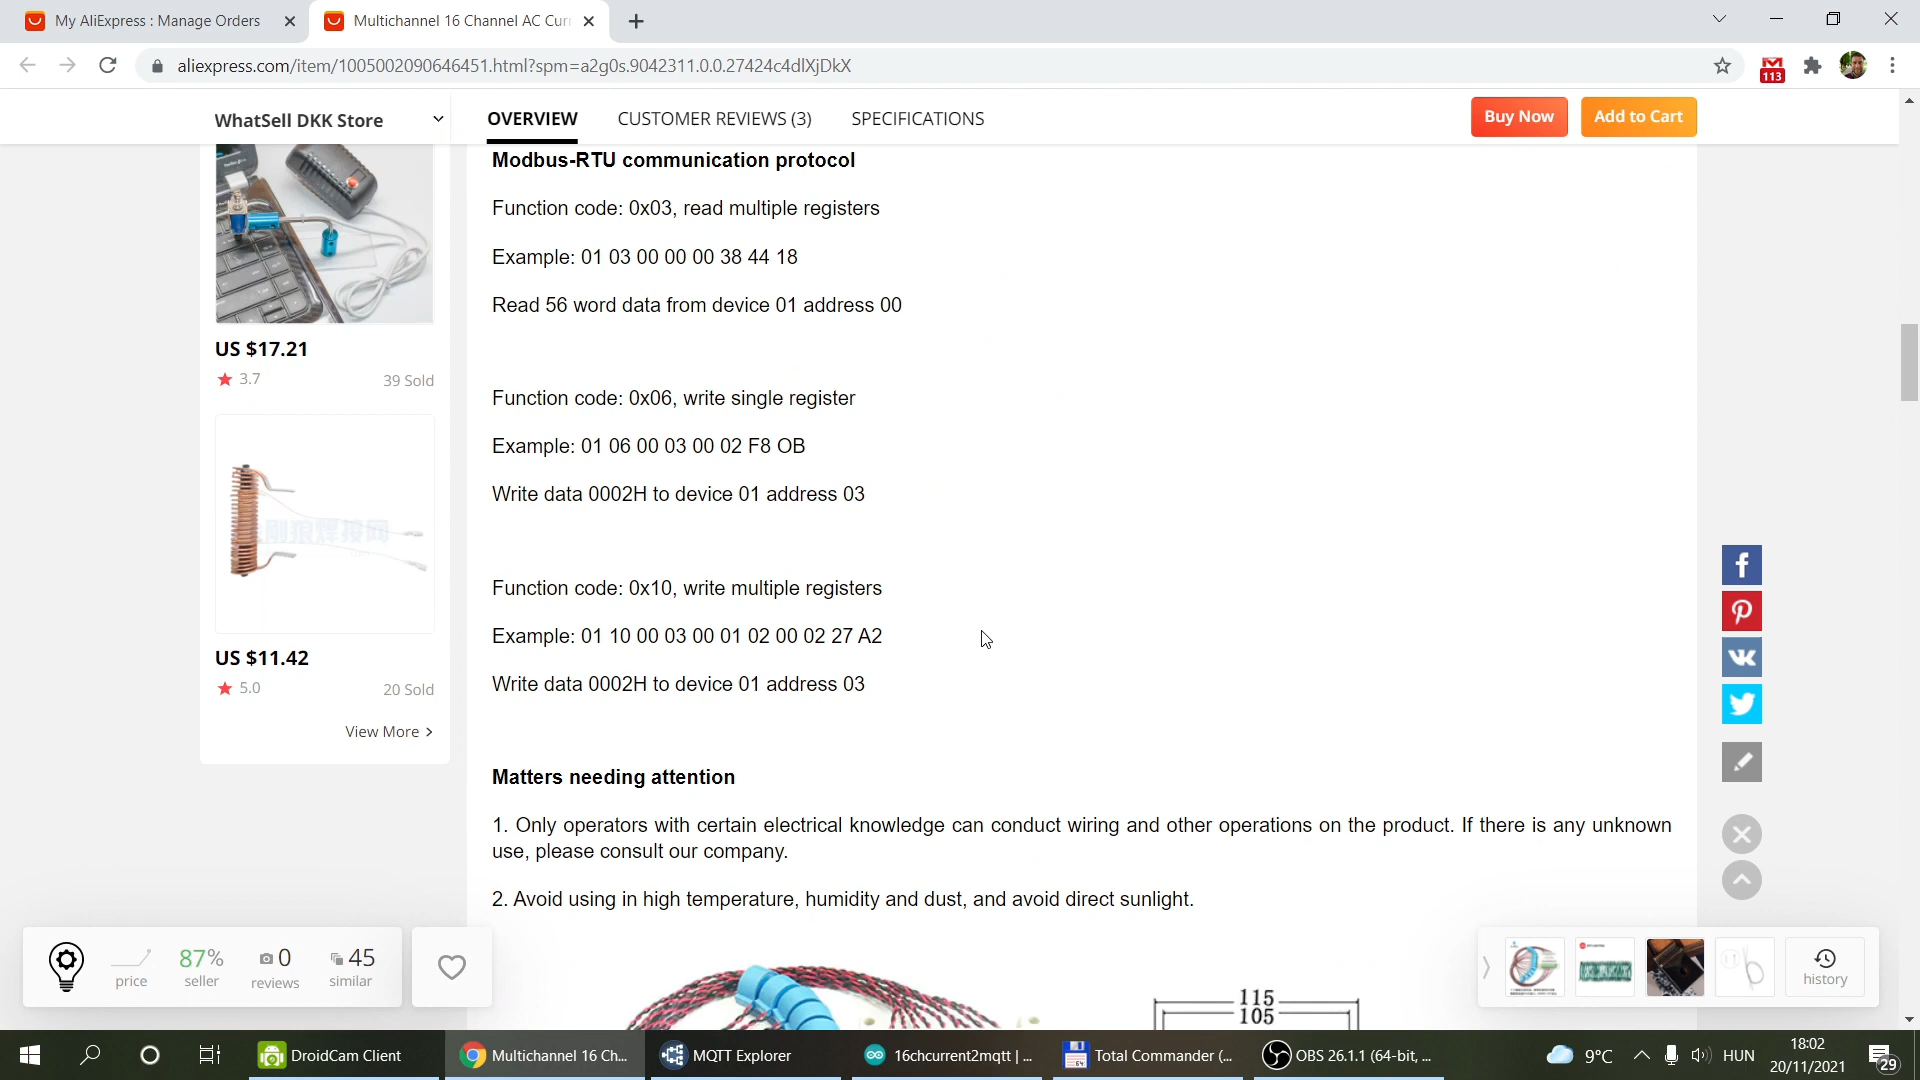 My AliExpress : Manage Orders
Multichannel 16 Channel AC Curr
aliexpress.com/item/1005002090646451.html?spm=a2g0s.9042311.0.0.27424c4dlXjDkX
113
WhatSell DKK Store
OVERVIEW
CUSTOMER REVIEWS (3)
SPECIFICATIONS
Buy Now
Add to Cart
Modbus-RTU communication protocol
Function code: 0x03, read multiple registers
Example: 01 03 00 00 00 38 44 18
Read 56 word data from device 01 address 00
US $17.21
3.7
39 Sold
Function code: 0x06, write single register
Example: 01 06 00 03 00 02 F8 OB
Write data 0002H to device 01 address 03
Function code: 0x10, write multiple registers
Example: 01 10 00 03 00 01 02 00 02 27 A2
Write data 0002H to device 01 address 03
US $11.42
5.0
20 Sold
View More >
Matters needing attention
1. Only operators with certain electrical knowledge can conduct wiring and other operations on the product. If there is any unknown
use, please consult our company.
2. Avoid using in high temperature, humidity and dust, and avoid direct sunlight.
115
105
price
87%
seller
0
reviews
45
similar
history
DroidCam Client
Multichannel 16 Ch...
MQTT Explorer
16chcurrent2mqtt | ...
Total Commander (...
OBS 26.1.1 (64-bit, ...
9°C
HUN
18:02
20/11/2021
29